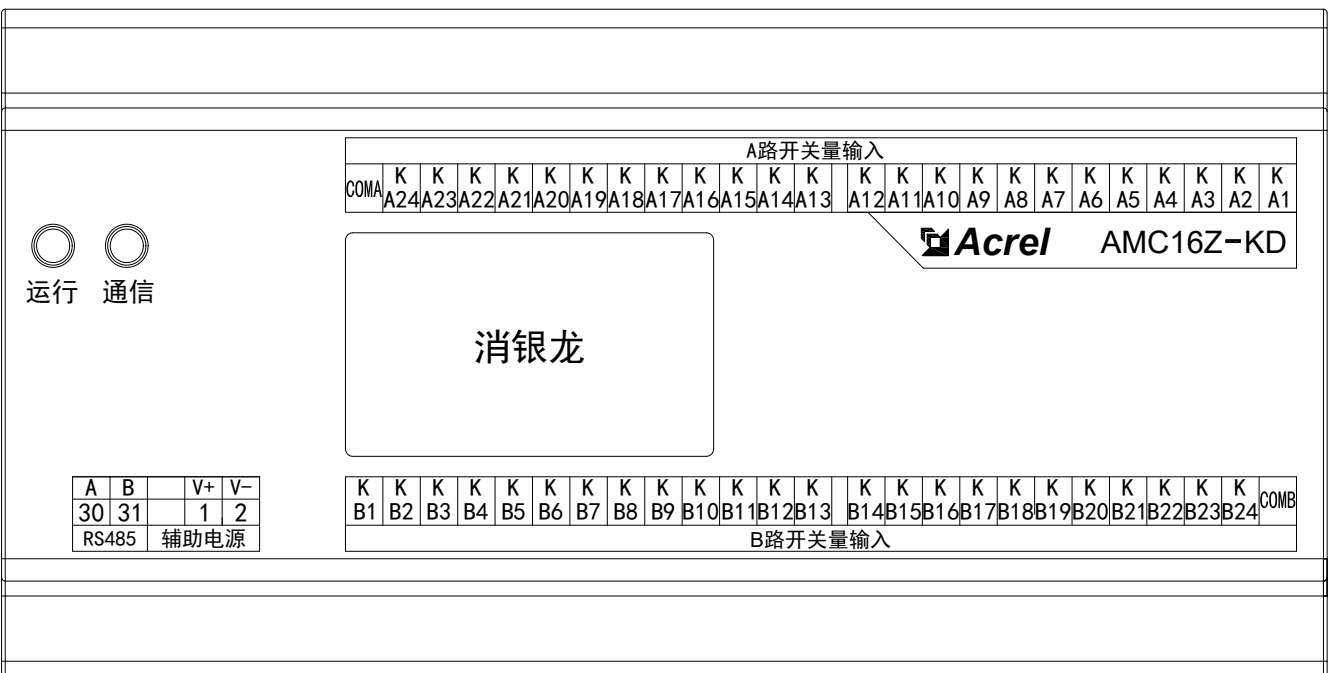 A路开关量输入
COMA K A24 K A23 K A22 K A21 K A20 K A19 K A18 K A17 K A16 K A15 K A14 K A13 K A12 K A11 K A10 K A9 K A8 K A7 K A6 K A5 K A4 K A3 K A2 K A1
Acrel AMC16Z-KD
运行 通信
消银龙
A B V+ V-
30 31 1 2
RS485 辅助电源
K B1 K B2 K B3 K B4 K B5 K B6 K B7 K B8 K B9 K B10 K B11 K B12 K B13 K B14 K B15 K B16 K B17 K B18 K B19 K B20 K B21 K B22 K B23 K B24 COMB
B路开关量输入